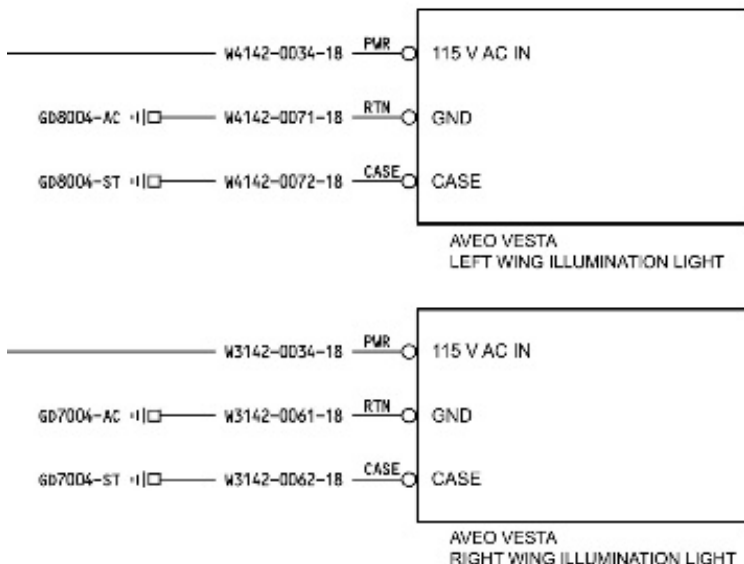 W4142-0034-18 PWR 115 V AC IN
GD8004-AC W4142-0071-18 RTN GND
GD8004-ST W4142-0072-18 CASE CASE
AVEO VESTA
LEFT WING ILLUMINATION LIGHT
W3142-0034-18 PWR 115 V AC IN
GD7004-AC W3142-0061-18 RTN GND
GD7004-ST W3142-0062-18 CASE CASE
AVEO VESTA
RIGHT WING ILLUMINATION LIGHT